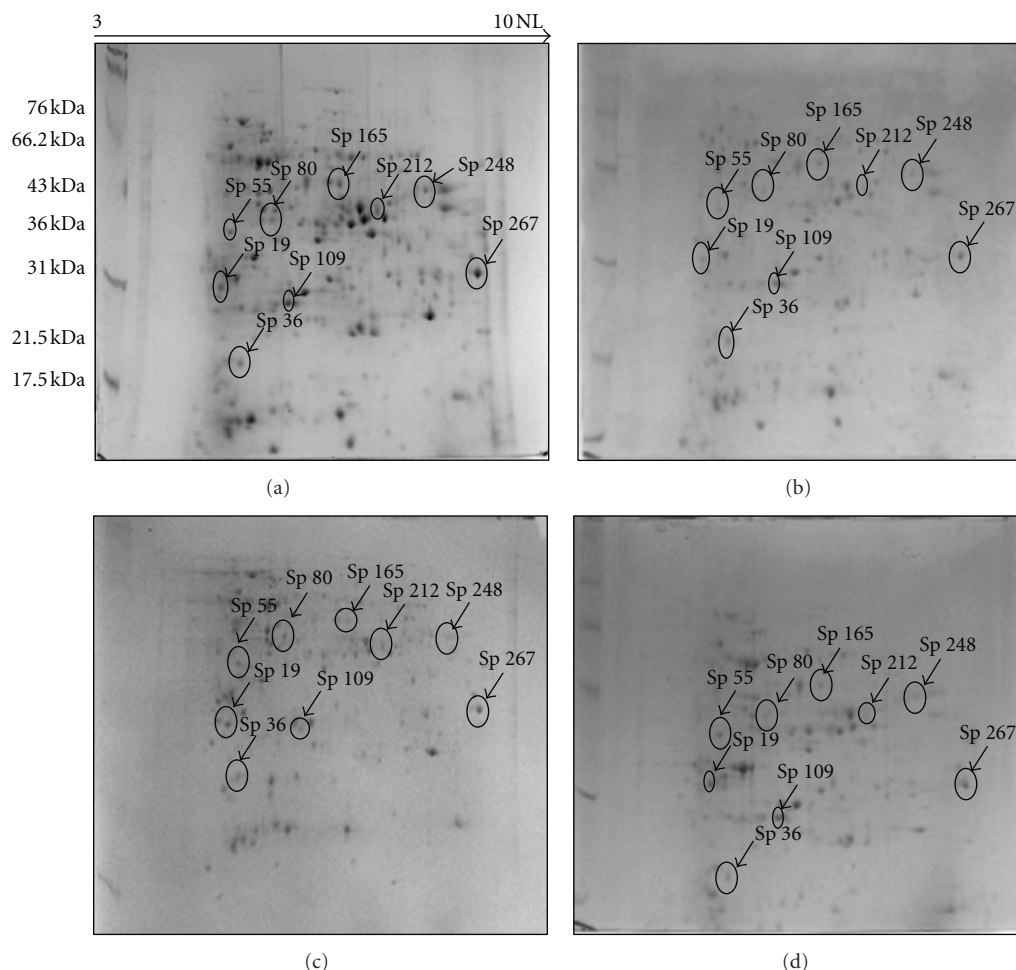 3 10 NL
76 kDa
66.2 kDa
43 kDa
36 kDa
31 kDa
21.5 kDa
17.5 kDa
Sp 165
Sp 80
Sp 212
Sp 248
Sp 55
Sp 19
Sp 109
Sp 267
Sp 36
(a)
Sp 165
Sp 80
Sp 212
Sp 248
Sp 55
Sp 19
Sp 109
Sp 267
Sp 36
(b)
Sp 80
Sp 165
Sp 212
Sp 248
Sp 55
Sp 19
Sp 109
Sp 267
Sp 36
(c)
Sp 165
Sp 80
Sp 212
Sp 248
Sp 55
Sp 19
Sp 267
Sp 109
Sp 36
(d)